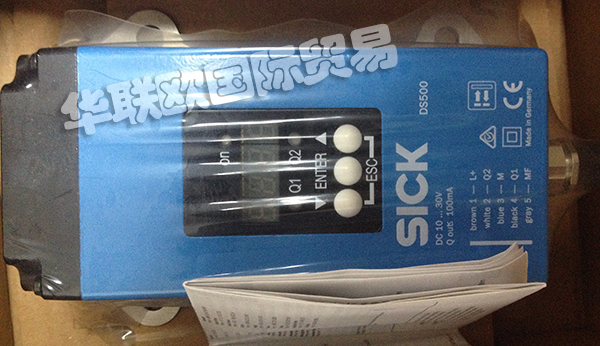 华联欧国际贸易
on
Q1
Q2
ENTER
ESC
SICK
DS500
DC 10 ... 30V
Q out: 100mA
Made in Germany
CE
brown 1 — L+
white 2 — Q2
blue 3 — M
black 4 — Q1
gray 5 — MF